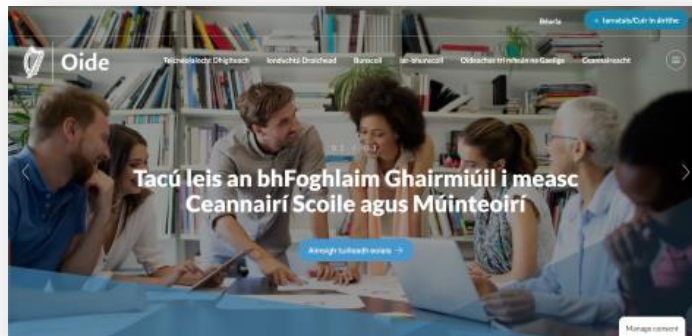 Béarla
Iarratais/Cuir in áirithe
Oide
Teicneolaíocht Dhigiteach Ionduchtú Droichead Bunscoil Iar-bhunscoil Oideachas trí mheán na Gaeilge Ceannaireacht
Tacú leis an bhFoghlaim Ghairmiúil i measc
Ceannairí Scoile agus Múinteoirí
Aimsigh tuilleadh eolais →
Manage consent